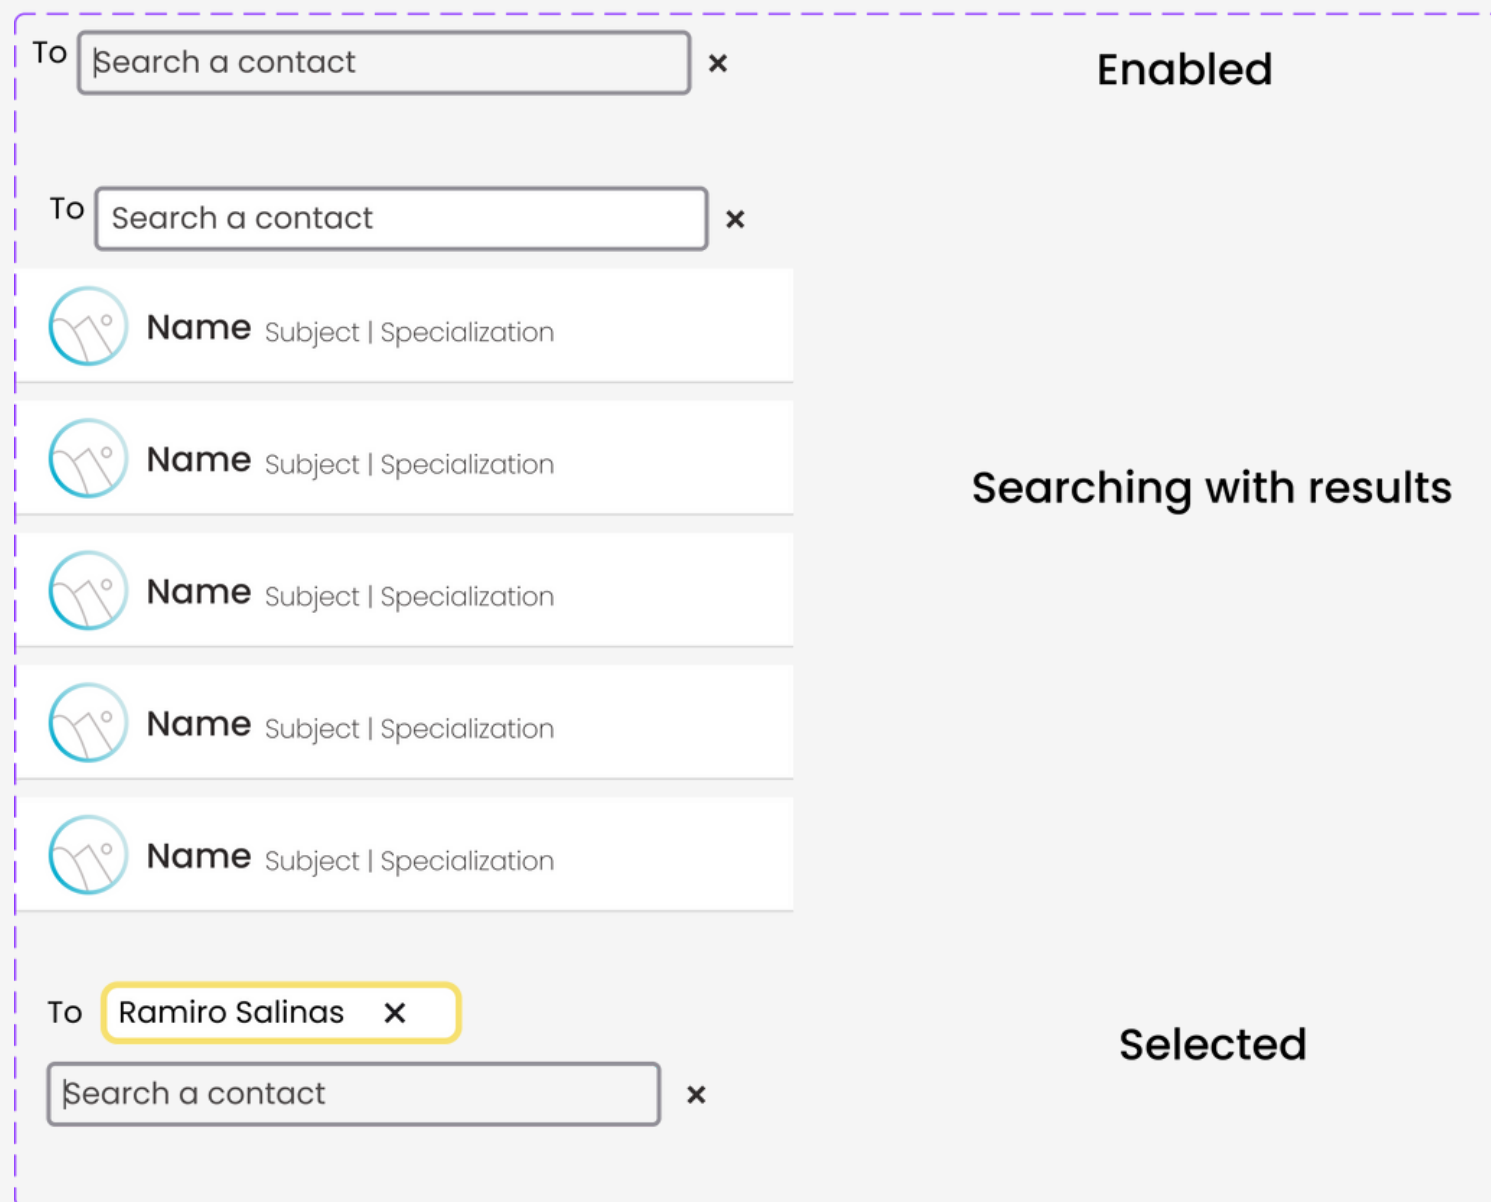 To Search a contact × Enabled
To Search a contact ×
Name Subject | Specialization
Name Subject | Specialization
Searching with results
Name Subject | Specialization
Name Subject | Specialization
Name Subject | Specialization
To Ramiro Salinas ×
Selected
Search a contact ×